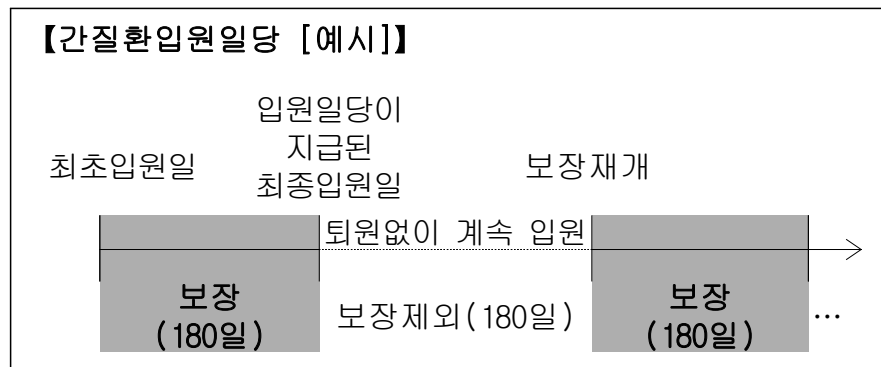 【간질환입원일당 [예시]】
최초입원일
입원일당이
지급된
최종입원일
보장재개
퇴원없이 계속 입원
보장
(180일)
보장제외(180일)
보장
(180일)
…